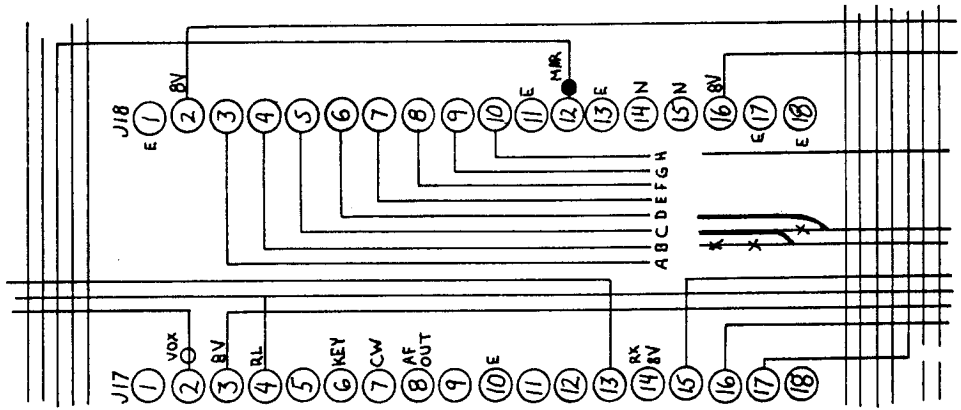 J18
1 2 3 4 5 6 7 8 9 10 11 12 13 14 15 16 17 18
E 8V E MAR E N N 8V E E
A B C D E F G H
J17
1 2 3 4 5 6 7 8 9 10 11 12 13 14 15 16 17 18
VOX 8V RL KEY CW AF OUT E RX 8V